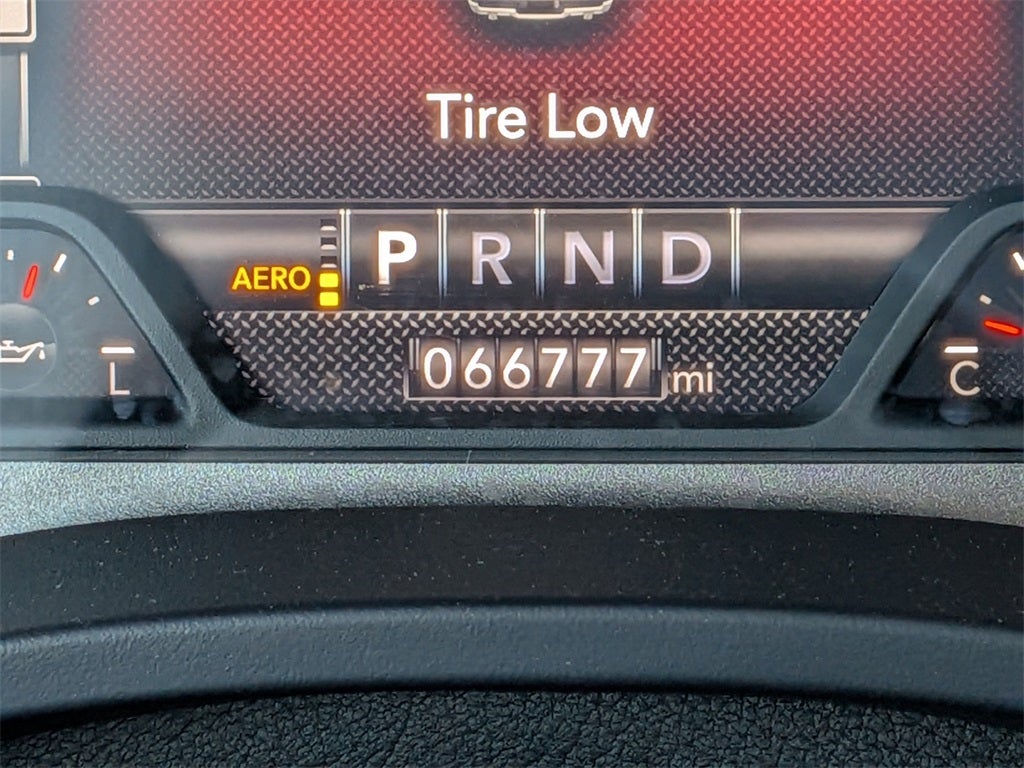 Tire Low
AERO P R N D
066777 mi
L C